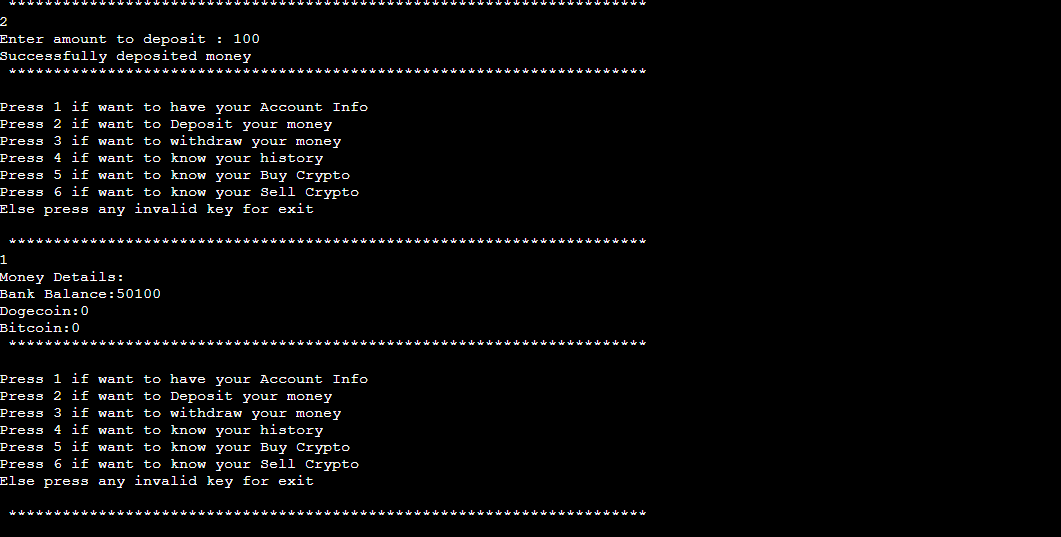 ***********************************************************************
2
Enter amount to deposit : 100
Successfully deposited money
***********************************************************************
Press 1 if want to have your Account Info
Press 2 if want to Deposit your money
Press 3 if want to withdraw your money
Press 4 if want to know your history
Press 5 if want to know your Buy Crypto
Press 6 if want to know your Sell Crypto
Else press any invalid key for exit
***********************************************************************
1
Money Details:
Bank Balance:50100
Dogecoin:0
Bitcoin:0
***********************************************************************
Press 1 if want to have your Account Info
Press 2 if want to Deposit your money
Press 3 if want to withdraw your money
Press 4 if want to know your history
Press 5 if want to know your Buy Crypto
Press 6 if want to know your Sell Crypto
Else press any invalid key for exit
***********************************************************************